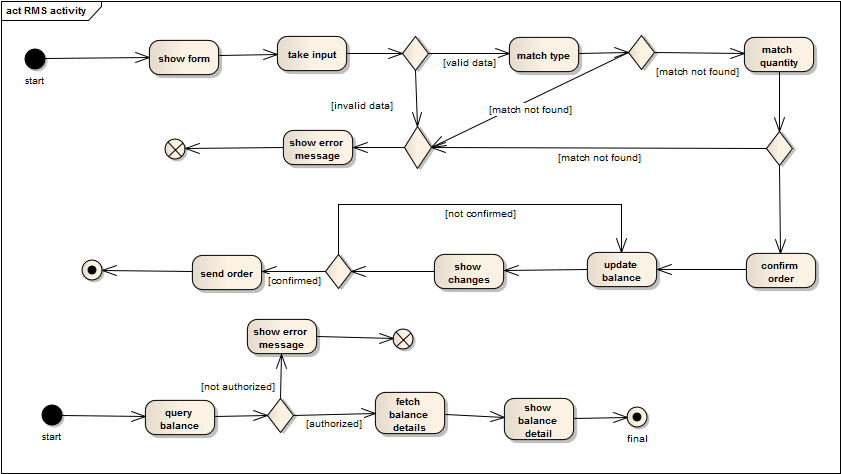 act RMS activity
start
show form
take input
[valid data]
match type
[match not found]
match
quantity
[invalid data]
[match not found]
show error
message
[match not found]
[not confirmed]
send order
[confirmed]
show
changes
update
balance
confirm
order
show error
message
[not authorized]
start
query
balance
[authorized]
fetch
balance
details
show
balance
detail
final